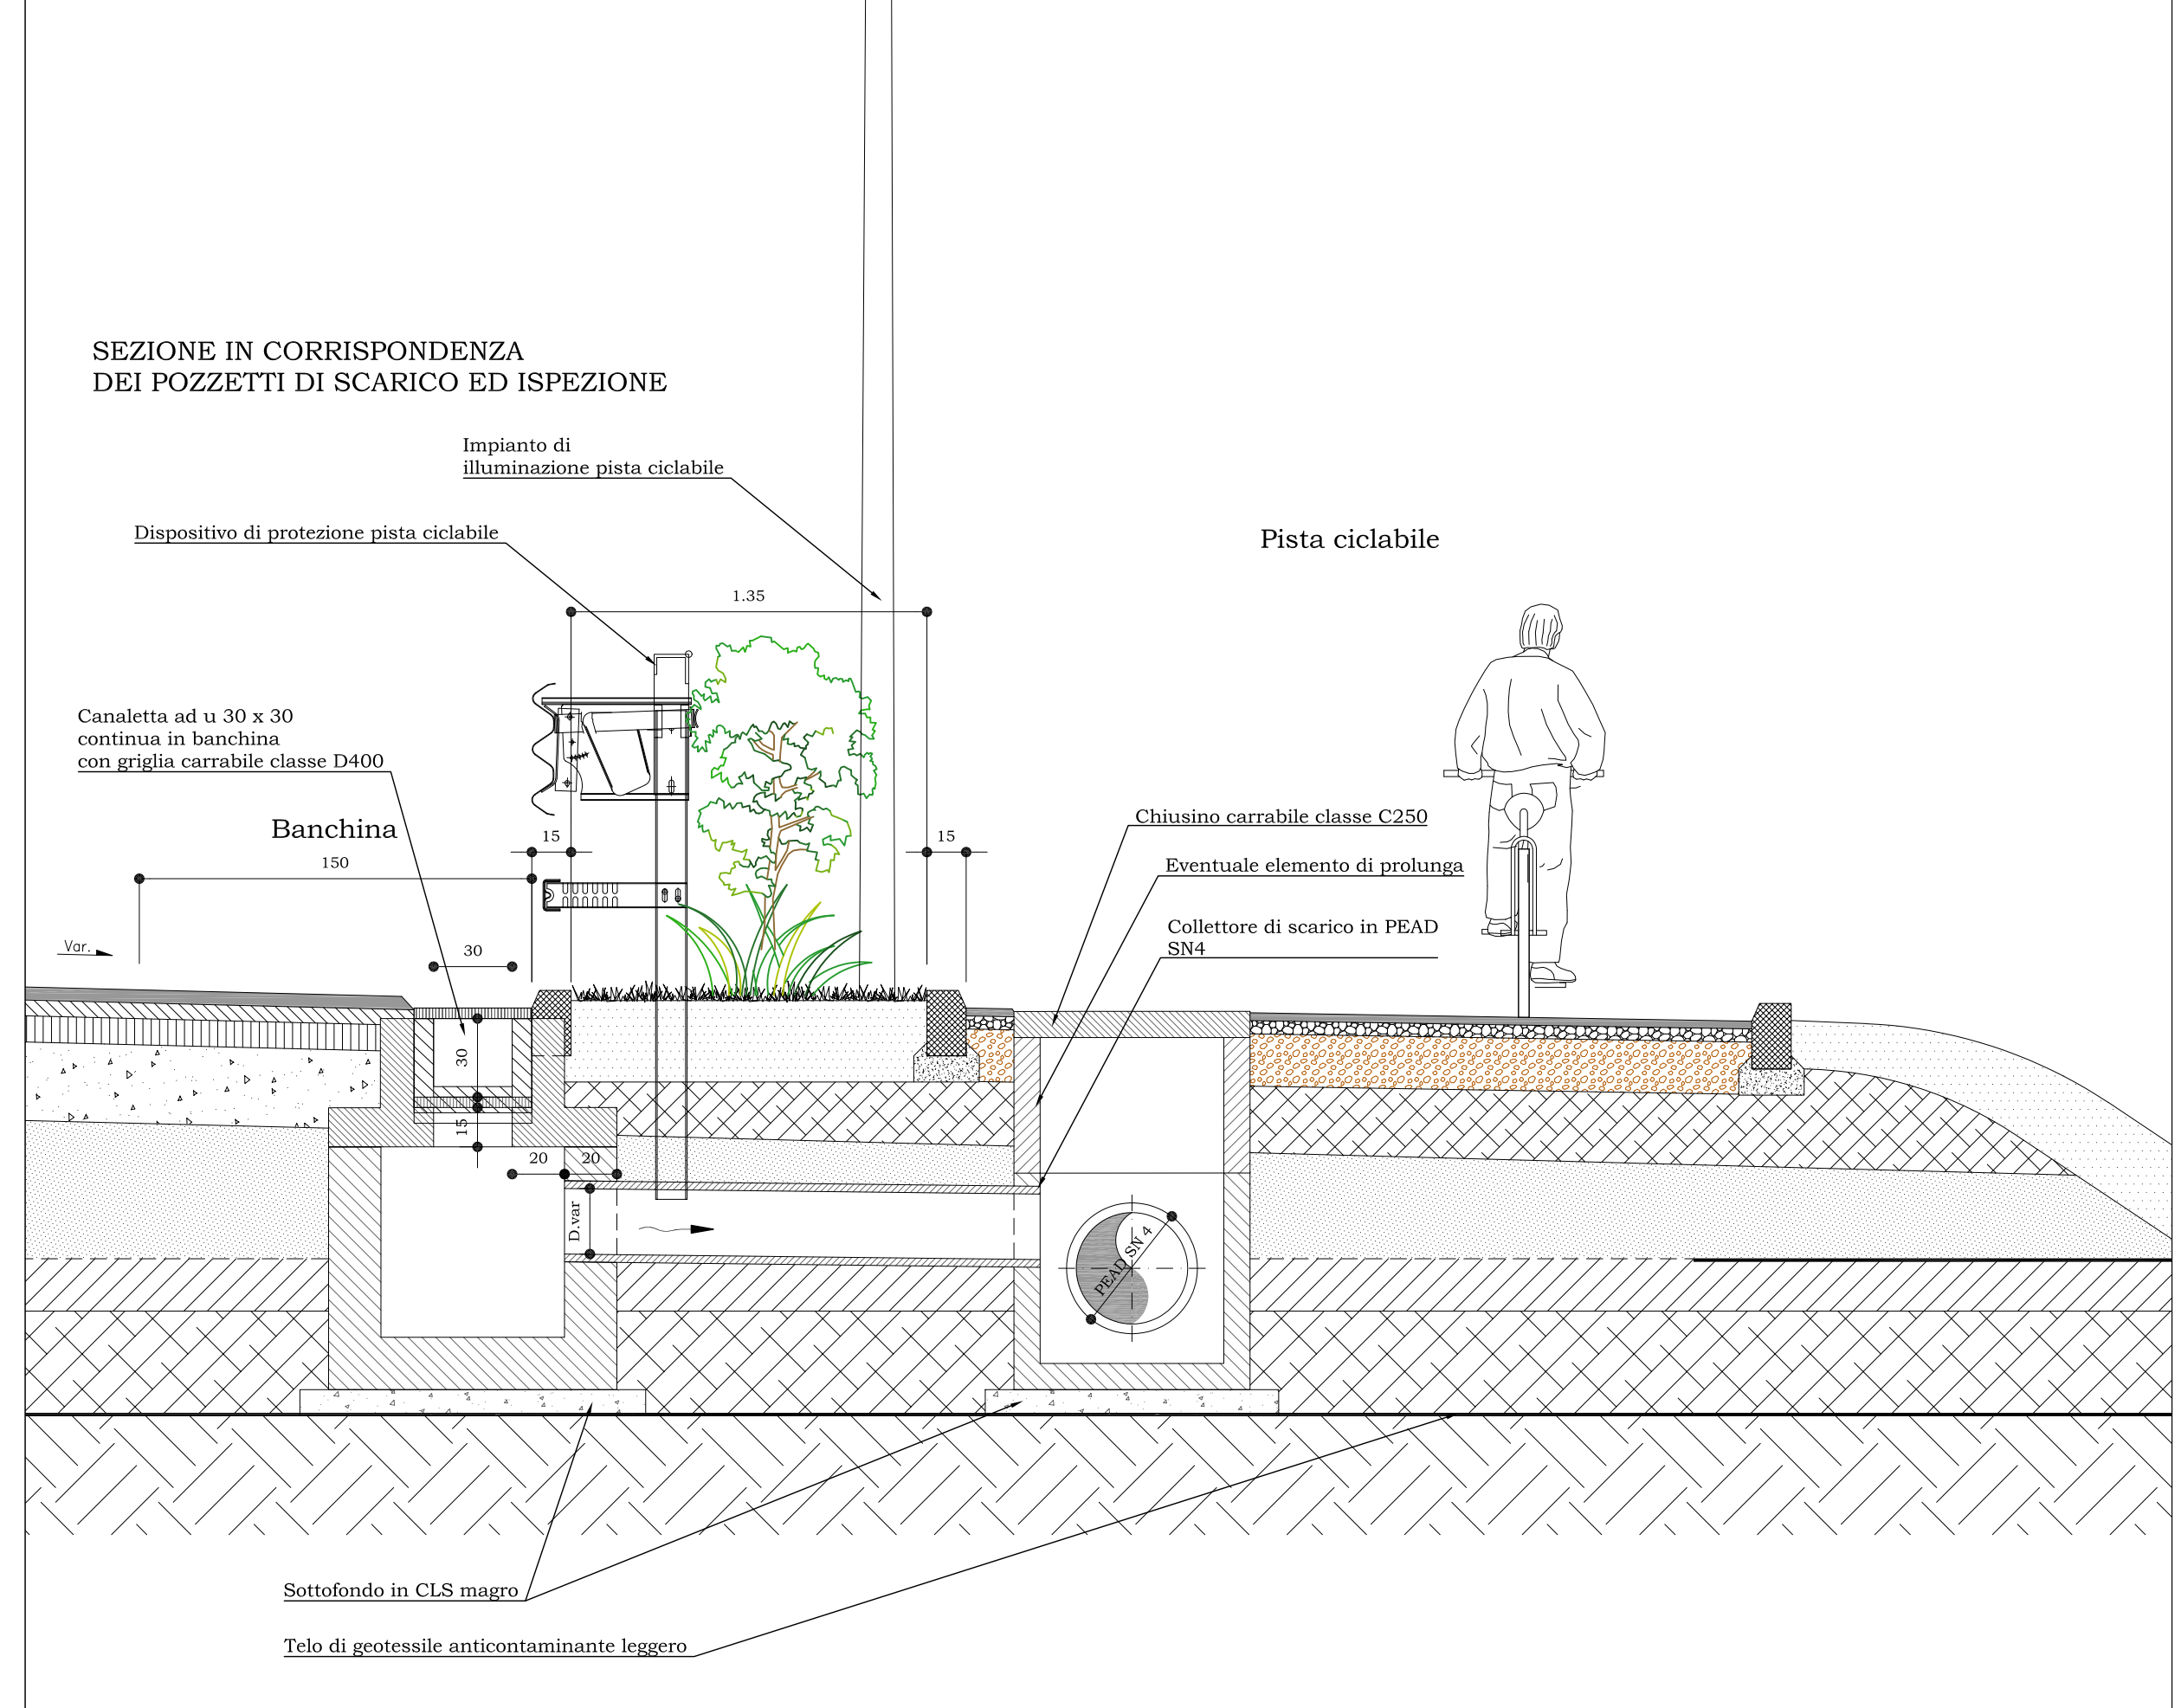 SEZIONE IN CORRISPONDENZA
DEI POZZETTI DI SCARICO ED ISPEZIONE
Impianto di
illuminazione pista ciclabile
Dispositivo di protezione pista ciclabile
Pista ciclabile
1.35
Canaletta ad u 30 x 30
continua in banchina
con griglia carrabile classe D400
Banchina
150
15
15
Chiusino carrabile classe C250
Eventuale elemento di prolunga
Collettore di scarico in PEAD
SN4
Var.
30
30
15
20
20
D.var
PEAD SN 4
Sottofondo in CLS magro
Telo di geotessile anticontaminante leggero